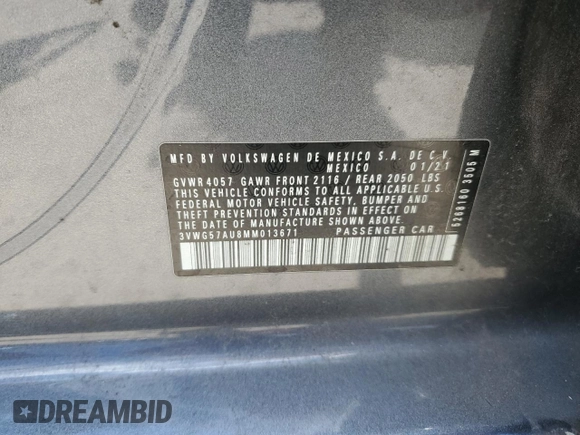 MFD BY VOLKSWAGEN DE MEXICO S.A. DE C.V.
MEXICO 01/21
GVWR 4057 GAWR FRONT 2116 / REAR 2050 LBS
THIS VEHICLE CONFORMS TO ALL APPLICABLE U.S.
FEDERAL MOTOR VEHICLE SAFETY, BUMPER AND
THEFT PREVENTION STANDARDS IN EFFECT ON THE
DATE OF MANUFACTURE SHOWN ABOVE.
3VWG57AU8MM013671 PASSENGER CAR
5268160 3505 M
DREAMBID